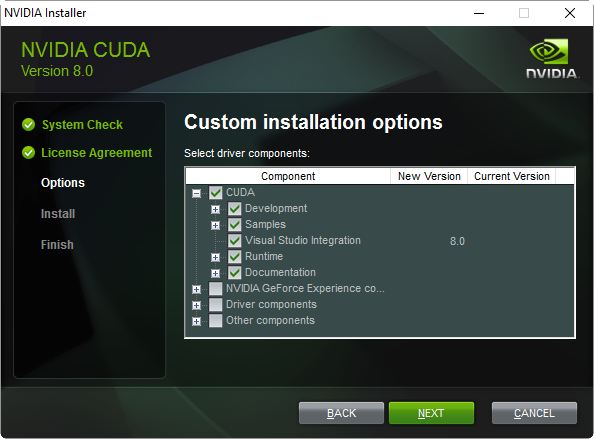 NVIDIA Installer
NVIDIA CUDA
Version 8.0
NVIDIA.
System Check
License Agreement
Options
Install
Finish
Custom installation options
Select driver components:
Component New Version Current Version
CUDA
Development
Samples
Visual Studio Integration 8.0
Runtime
Documentation
NVIDIA GeForce Experience co...
Driver components
Other components
BACK NEXT CANCEL